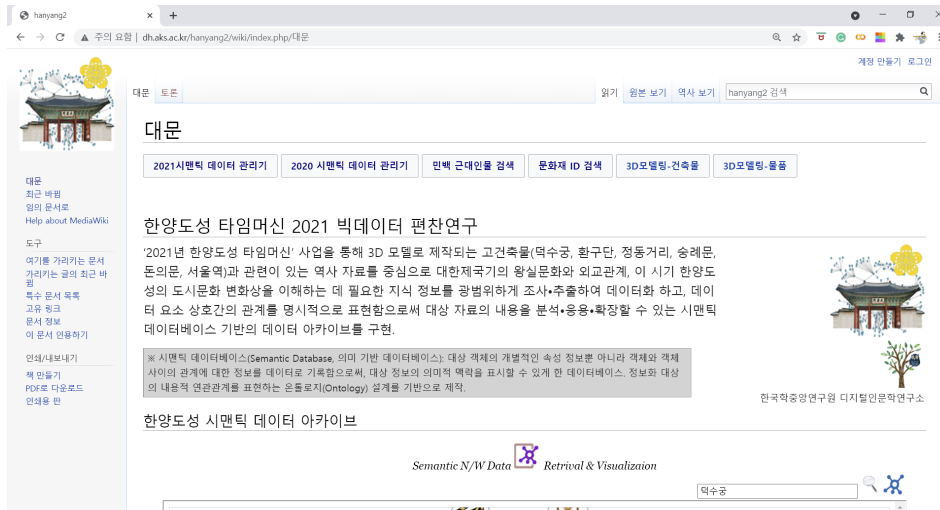 hanyang2
주의 요함 | dh.aks.ac.kr/hanyang2/wiki/index.php/대문
계정 만들기 로그인
대문 토론 읽기 원본 보기 역사 보기 hanyang2 검색
대문
2021시맨틱 데이터 관리기 2020 시맨틱 데이터 관리기 민백 근대인물 검색 문화재 ID 검색 3D모델링-건축물 3D모델링-물품
대문
최근 바뀜
임의 문서로
Help about MediaWiki
도구
여기를 가리키는 문서
가리키는 글의 최근 바
뀜
특수 문서 목록
고유 링크
문서 정보
이 문서 인용하기
인쇄/내보내기
책 만들기
PDF로 다운로드
인쇄용 판
한양도성 타임머신 2021 빅데이터 편찬연구
'2021년 한양도성 타임머신' 사업을 통해 3D 모델로 제작되는 고건축물(덕수궁, 환구단, 정동거리, 숭례문,
돈의문, 서울역)과 관련이 있는 역사 자료를 중심으로 대한제국기의 왕실문화와 외교관계, 이 시기 한양도
성의 도시문화 변화상을 이해하는 데 필요한 지식 정보를 광범위하게 조사•추출하여 데이터화 하고, 데이
터 요소 상호간의 관계를 명시적으로 표현함으로써 대상 자료의 내용을 분석•응용•확장할 수 있는 시맨틱
데이터베이스 기반의 데이터 아카이브를 구현.
※ 시맨틱 데이터베이스(Semantic Database, 의미 기반 데이터베이스): 대상 객체의 개별적인 속성 정보뿐 아니라 객체와 객체
사이의 관계에 대한 정보를 데이터로 기록함으로써, 대상 정보의 의미적 맥락을 표시할 수 있게 한 데이터베이스. 정보화 대상
의 내용적 연관관계를 표현하는 온톨로지(Ontology) 설계를 기반으로 제작.
한국학중앙연구원 디지털인문학연구소
한양도성 시맨틱 데이터 아카이브
Semantic N/W Data Retrival & Visualizaion
덕수궁